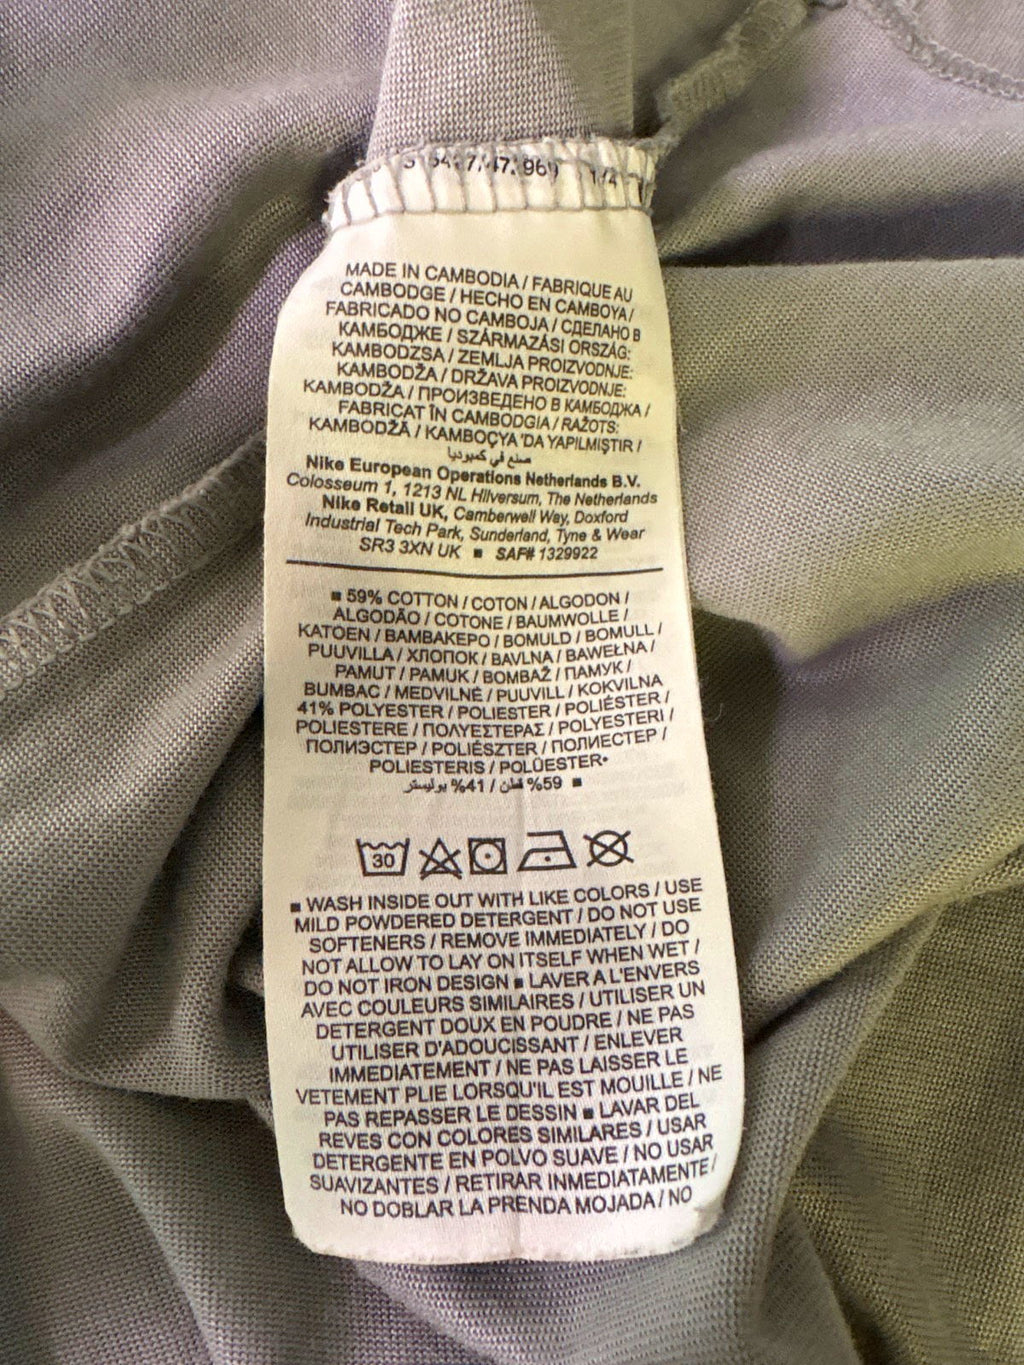 MADE IN CAMBODIA / FABRIQUE AU
CAMBODGE / HECHO EN CAMBOYA /
FABRICADO NO CAMBOJA / СДЕЛАНО В
КАМБОДЖЕ / SZÁRMAZÁSI ORSZÁG:
KAMBODZSA / ZEMLJA PROIZVODNJE:
KAMBODŽA / DRŽAVA PROIZVODNJE:
KAMBODŽA / ПРОИЗВЕДЕНО В КАМБОДЖА /
FABRICAT ÎN CAMBODGIA / RAŽOTS:
KAMBODŽĀ / KAMBOÇYA'DA YAPILMIŞTIR /
صنع في كمبوديا
Nike European Operations Netherlands B.V.
Colosseum 1, 1213 NL Hilversum, The Netherlands
Nike Retail UK, Camberwell Way, Doxford
Industrial Tech Park, Sunderland, Tyne & Wear
SR3 3XN UK ■ SAF# 1329922
■ 59% COTTON / COTON / ALGODON /
ALGODÃO / COTONE / BAUMWOLLE /
KATOEN / ΒΑΜΒΑΚΕΡΟ / BOMULD / BOMULL /
PUUVILLA / ХЛОПОК / BAVLNA / BAWEŁNA /
PAMUT / PAMUK / BOMBAŽ / ПАМУК /
BUMBAC / MEDVILNĖ / PUUVILL / KOKVILNA
41% POLYESTER / POLIESTER / POLIÉSTER /
POLIESTERE / ΠΟΛΥΕΣΤΕΡΑΣ / POLYESTERI /
ПОЛИЭСТЕР / POLIÉSZTER / ПОЛИЕСТЕР /
POLIESTERIS / POLÜESTER•
59% قطن / 41% بوليستر ■
30
■ WASH INSIDE OUT WITH LIKE COLORS / USE
MILD POWDERED DETERGENT / DO NOT USE
SOFTENERS / REMOVE IMMEDIATELY / DO
NOT ALLOW TO LAY ON ITSELF WHEN WET /
DO NOT IRON DESIGN ■ LAVER A L'ENVERS
AVEC COULEURS SIMILAIRES / UTILISER UN
DETERGENT DOUX EN POUDRE / NE PAS
UTILISER D'ADOUCISSANT / ENLEVER
IMMEDIATEMENT / NE PAS LAISSER LE
VETEMENT PLIE LORSQU'IL EST MOUILLE / NE
PAS REPASSER LE DESSIN ■ LAVAR DEL
REVES CON COLORES SIMILARES / USAR
DETERGENTE EN POLVO SUAVE / NO USAR
SUAVIZANTES / RETIRAR INMEDIATAMENTE /
NO DOBLAR LA PRENDA MOJADA / NO